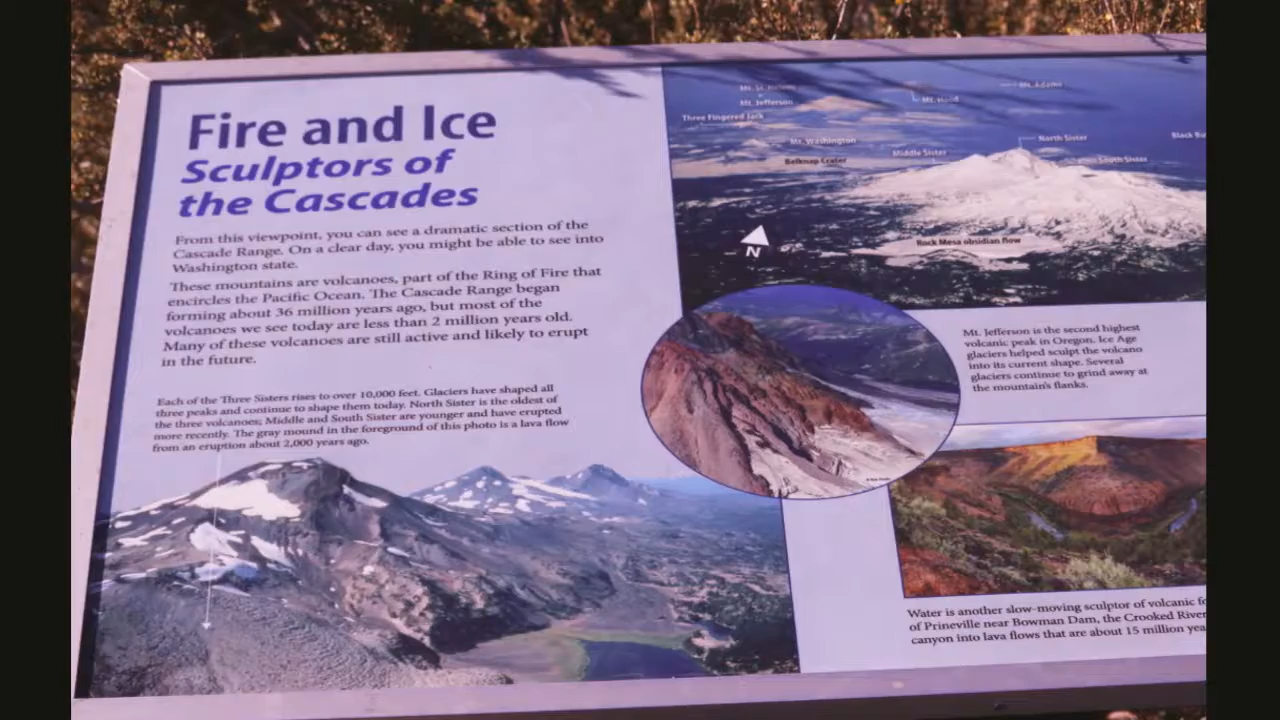 Fire and Ice
Sculptors of
the Cascades
From this viewpoint, you can see a dramatic section of the
Cascade Range. On a clear day, you might be able to see into
Washington state.
These mountains are volcanoes, part of the Ring of Fire that
encircles the Pacific Ocean. The Cascade Range began
forming about 36 million years ago, but most of the
volcanoes we see today are less than 2 million years old.
Many of these volcanoes are still active and likely to erupt
in the future.
Each of the Three Sisters rises to over 10,000 feet. Glaciers have shaped all
three peaks and continue to shape them today. North Sister is the oldest of
the three volcanoes; Middle and South Sister are younger and have erupted
more recently. The gray mound in the foreground of this photo is a lava flow
from an eruption about 2,000 years ago.
Mt. St. Helens
Mt. Adams
Mt. Jefferson
Mt. Hood
Three Fingered Jack
Mt. Washington
North Sister
Black
Belknap Crater
Middle Sister
South Sister
N
Rock Mesa obsidian flow
Mt. Jefferson is the second highest
volcanic peak in Oregon. Ice Age
glaciers helped sculpt the volcano
into its current shape. Several
glaciers continue to grind away at
the mountain's flanks.
Water is another slow-moving sculptor of volcanic
of Prineville near Bowman Dam, the Crooked River
canyon into lava flows that are about 15 million